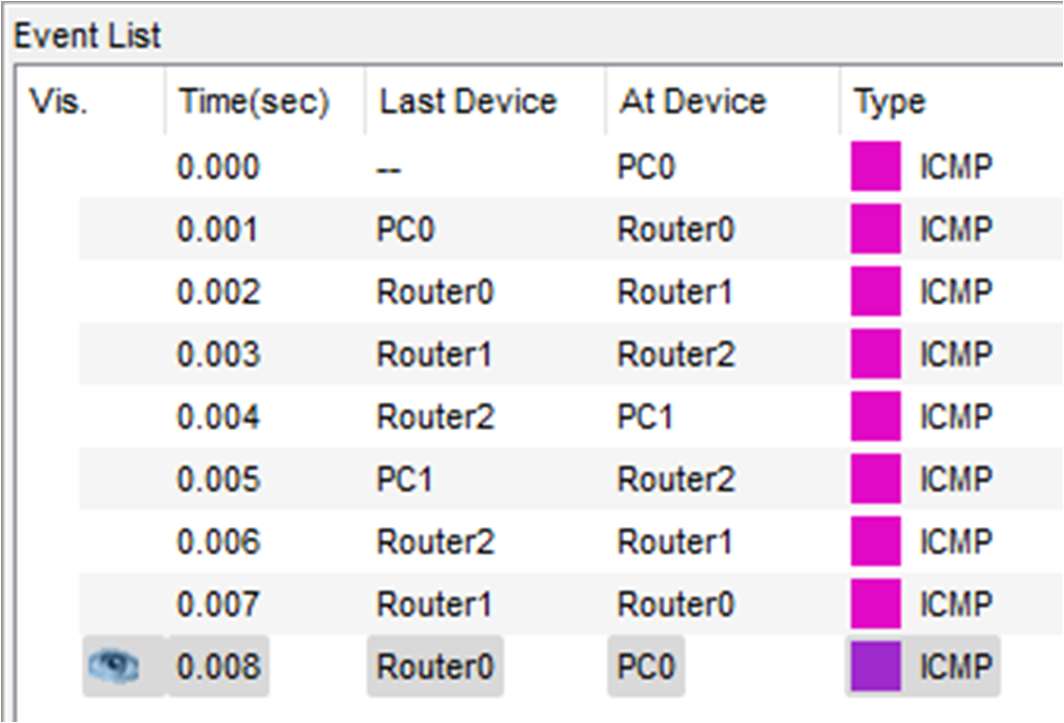 Event List
Vis. Time(sec) Last Device At Device Type
0.000 -- PC0 ICMP
0.001 PC0 Router0 ICMP
0.002 Router0 Router1 ICMP
0.003 Router1 Router2 ICMP
0.004 Router2 PC1 ICMP
0.005 PC1 Router2 ICMP
0.006 Router2 Router1 ICMP
0.007 Router1 Router0 ICMP
0.008 Router0 PC0 ICMP